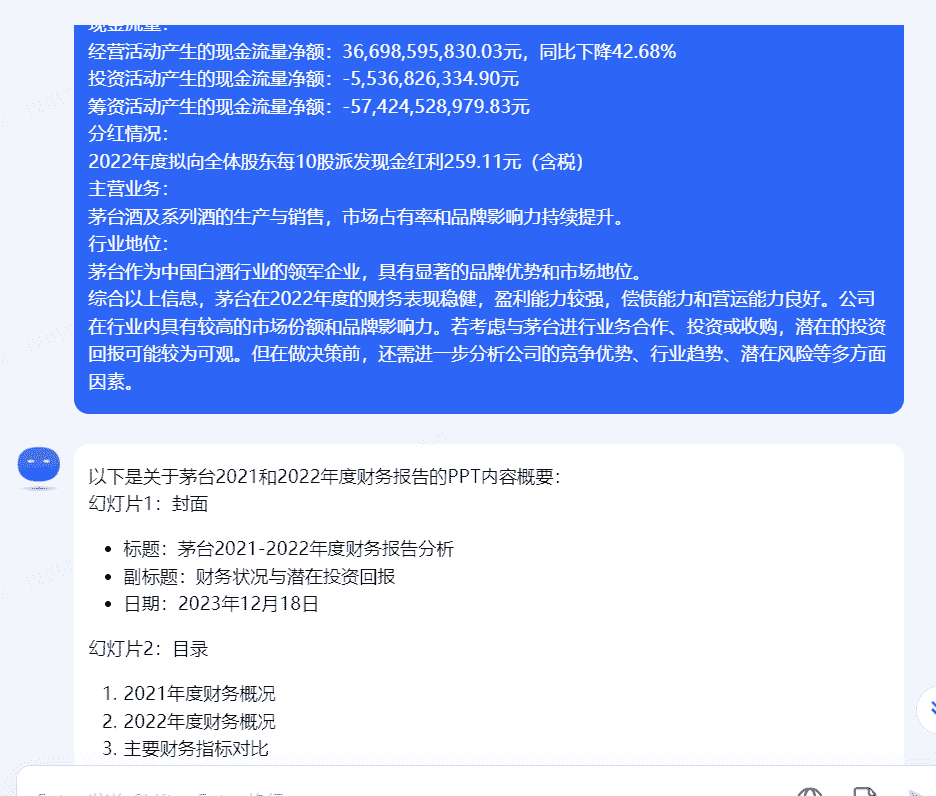 现金流量：
经营活动产生的现金流量净额：36,698,595,830.03元，同比下降42.68%
投资活动产生的现金流量净额：-5,536,826,334.90元
筹资活动产生的现金流量净额：-57,424,528,979.83元
分红情况：
2022年度拟向全体股东每10股派发现金红利259.11元（含税）
主营业务：
茅台酒及系列酒的生产与销售，市场占有率和品牌影响力持续提升。
行业地位：
茅台作为中国白酒行业的领军企业，具有显著的品牌优势和市场地位。
综合以上信息，茅台在2022年度的财务表现稳健，盈利能力较强，偿债能力和营运能力良好。公司
在行业内具有较高的市场份额和品牌影响力。若考虑与茅台进行业务合作、投资或收购，潜在的投资
回报可能较为可观。但在做决策前，还需进一步分析公司的竞争优势、行业趋势、潜在风险等多方面
因素。
以下是关于茅台2021和2022年度财务报告的PPT内容概要：
幻灯片1：封面
• 标题：茅台2021-2022年度财务报告分析
• 副标题：财务状况与潜在投资回报
• 日期：2023年12月18日
幻灯片2：目录
1. 2021年度财务概况
2. 2022年度财务概况
3. 主要财务指标对比